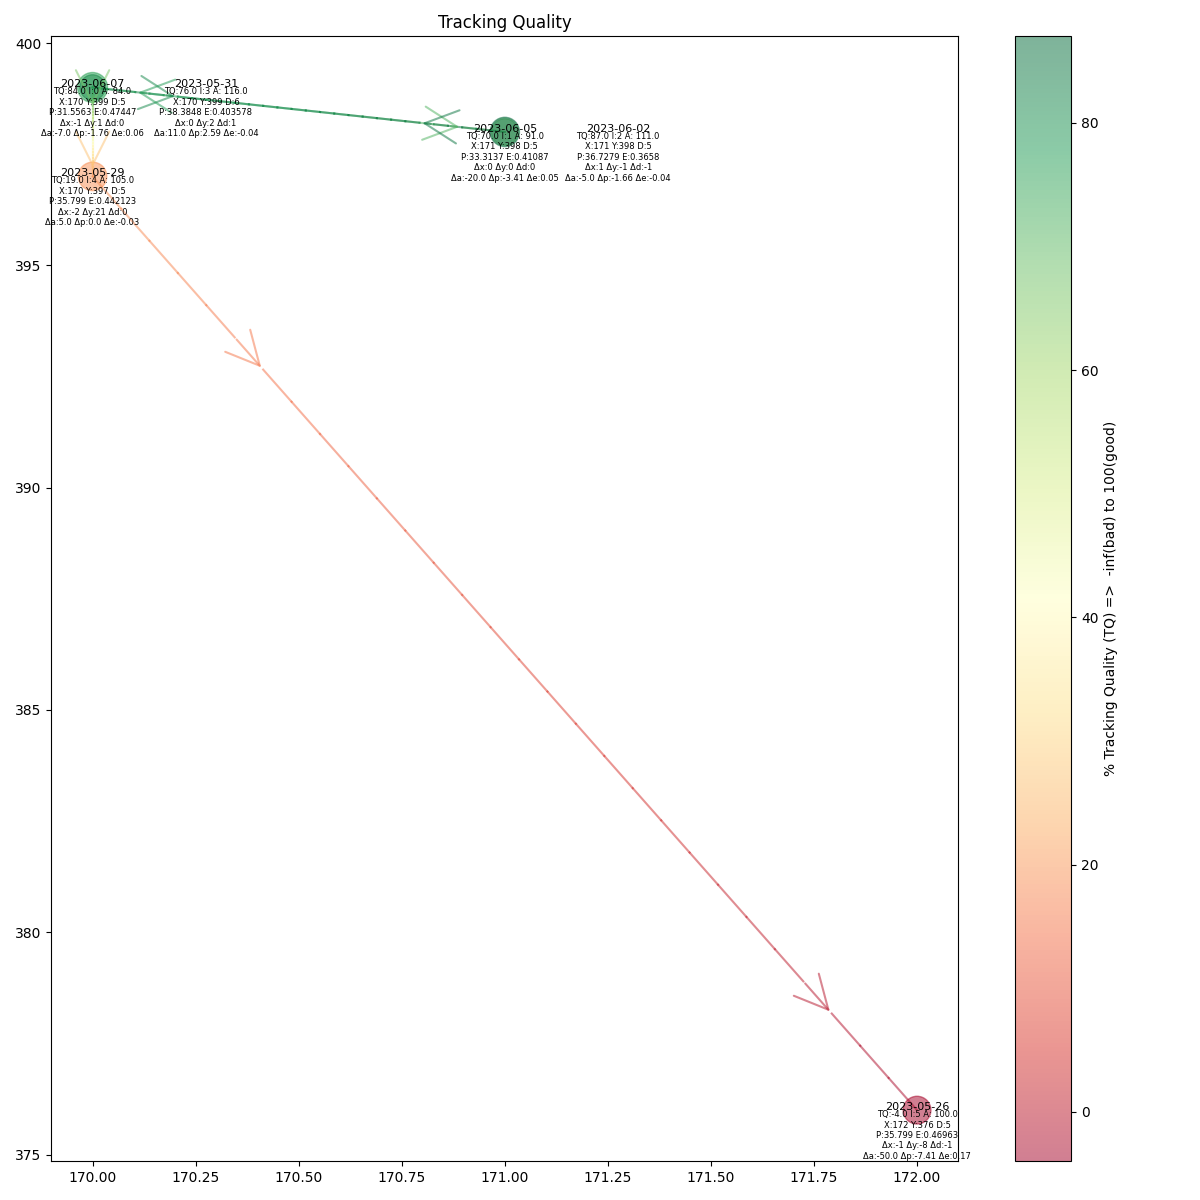 Tracking Quality
400
395
390
385
380
375
2023-06-07
TQ:84.0 I:0 A: 84.0
X:170 Y:399 D:5
P:31.5563 E:0.47447
Δx:-1 Δy:1 Δd:0
Δa:-7.0 Δp:-1.76 Δe:0.06
2023-05-31
TQ:76.0 I:3 A: 116.0
X:170 Y:399 D:6
P:38.3848 E:0.403578
Δx:0 Δy:2 Δd:1
Δa:11.0 Δp:2.59 Δe:-0.04
2023-06-05
TQ:70.0 I:1 A: 91.0
X:171 Y:398 D:5
P:33.3137 E:0.41087
Δx:0 Δy:0 Δd:0
Δa:-20.0 Δp:-3.41 Δe:0.05
2023-06-02
TQ:87.0 I:2 A: 111.0
X:171 Y:398 D:5
P:36.7279 E:0.3658
Δx:1 Δy:-1 Δd:-1
Δa:-5.0 Δp:-1.66 Δe:-0.04
2023-05-29
TQ:19.0 I:4 A: 105.0
X:170 Y:397 D:5
P:35.799 E:0.442123
Δx:-2 Δy:21 Δd:0
Δa:5.0 Δp:0.0 Δe:-0.03
2023-05-26
TQ:-4.0 I:5 A: 100.0
X:172 Y:376 D:5
P:35.799 E:0.46963
Δx:-1 Δy:-8 Δd:-1
Δa:-50.0 Δp:-7.41 Δe:0.17
170.00 170.25 170.50 170.75 171.00 171.25 171.50 171.75 172.00
80
60
40
20
0
% Tracking Quality (TQ) => -inf(bad) to 100(good)